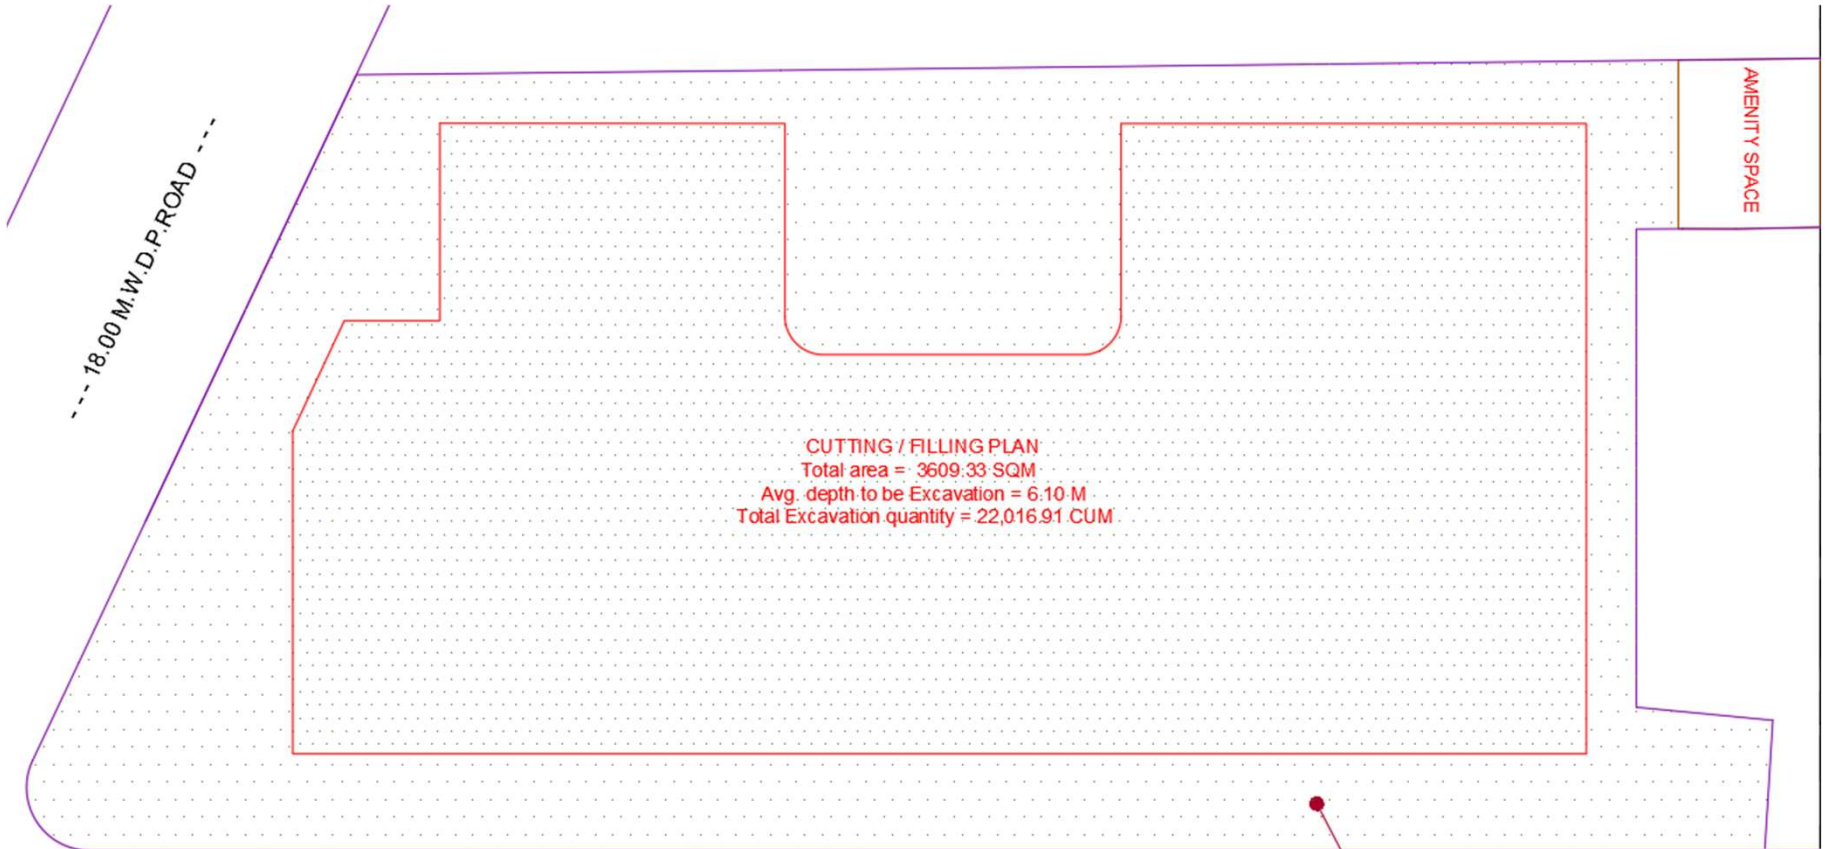 AMENITY SPACE
--- 18.00 M.W.D.P.ROAD ---
CUTTING / FILLING PLAN
Total area = 3609.33 SQM
Avg. depth to be Excavation = 6.10 M
Total Excavation quantity = 22,016.91 CUM